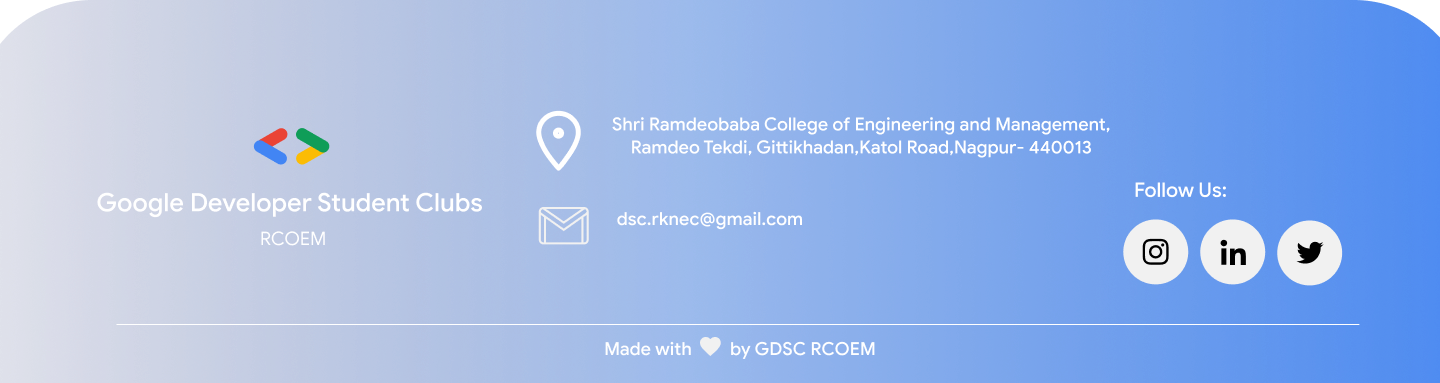 Google Developer Student Clubs
RCOEM
Shri Ramdeobaba College of Engineering and Management,
Ramdeo Tekdi, Gittikhadan,Katol Road,Nagpur- 440013
dsc.rknec@gmail.com
Follow Us:
in
Made with by GDSC RCOEM